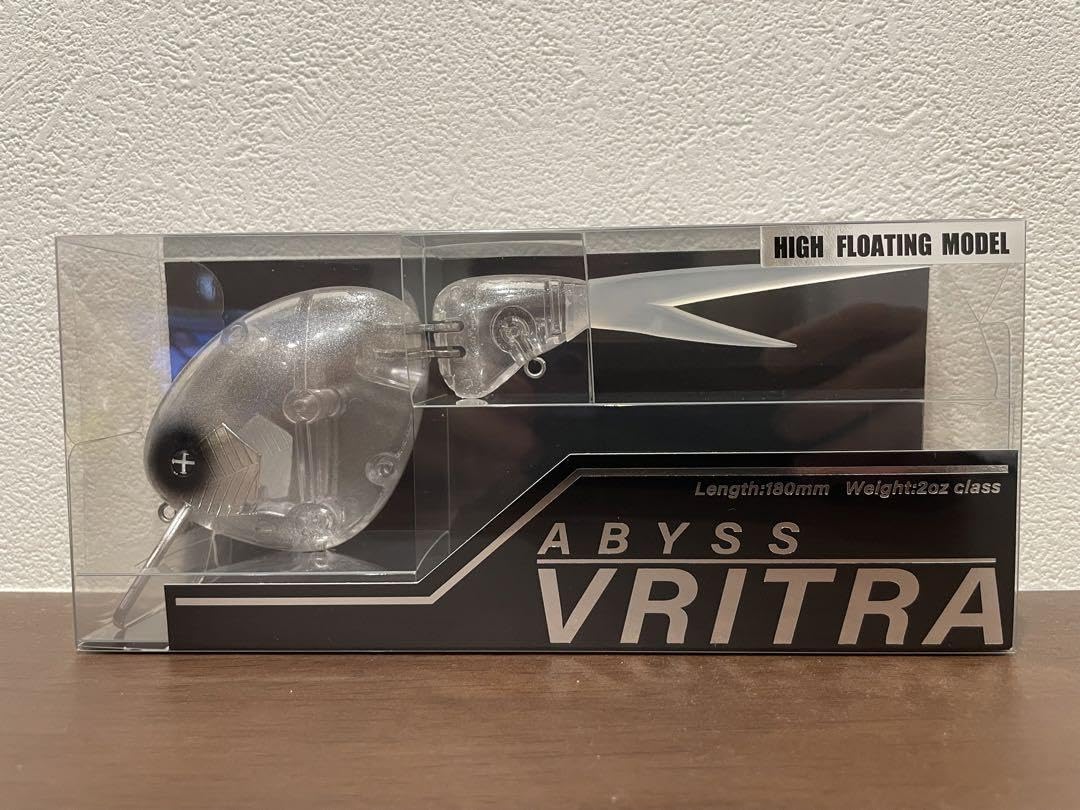 HIGH FLOATING MODEL
Length:180mm Weight:2oz class
ABYSS
VRITRA